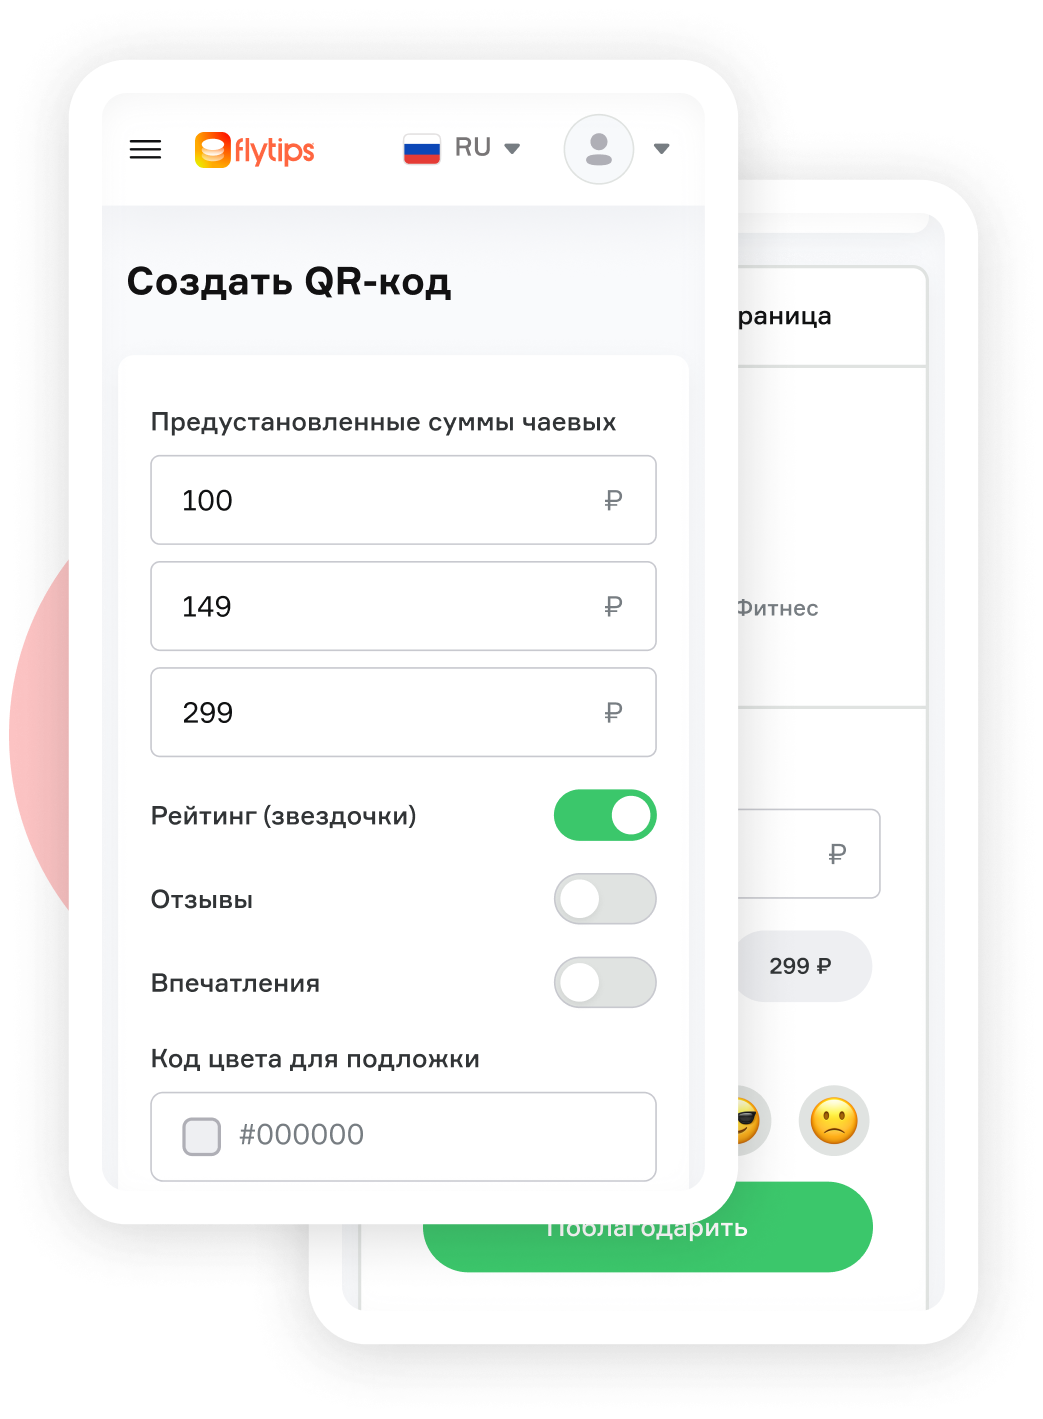 flytips
RU
Создать QR-код
Предустановленные суммы чаевых
100 ₽
149 ₽
299 ₽
Рейтинг (звездочки)
Отзывы
Впечатления
Код цвета для подложки
#000000
раница
Фитнес
₽
299 ₽
Поблагодарить